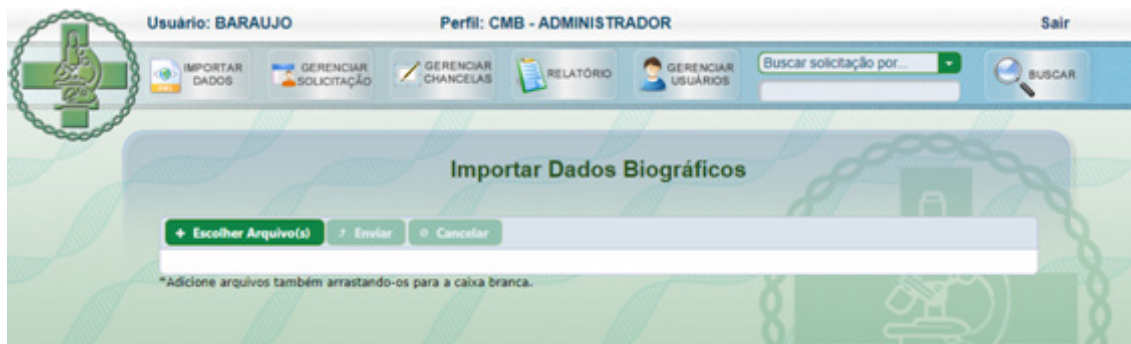 Usuário: BARAUJO Perfil: CMB - ADMINISTRADOR Sair
IMPORTAR DADOS
GERENCIAR SOLICITAÇÃO
GERENCIAR CHANCELAS
RELATÓRIO
GERENCIAR USUÁRIOS
Buscar solicitação por...
BUSCAR
Importar Dados Biográficos
+ Escolher Arquivo(s) Enviar Cancelar
*Adicione arquivos também arrastando-os para a caixa branca.